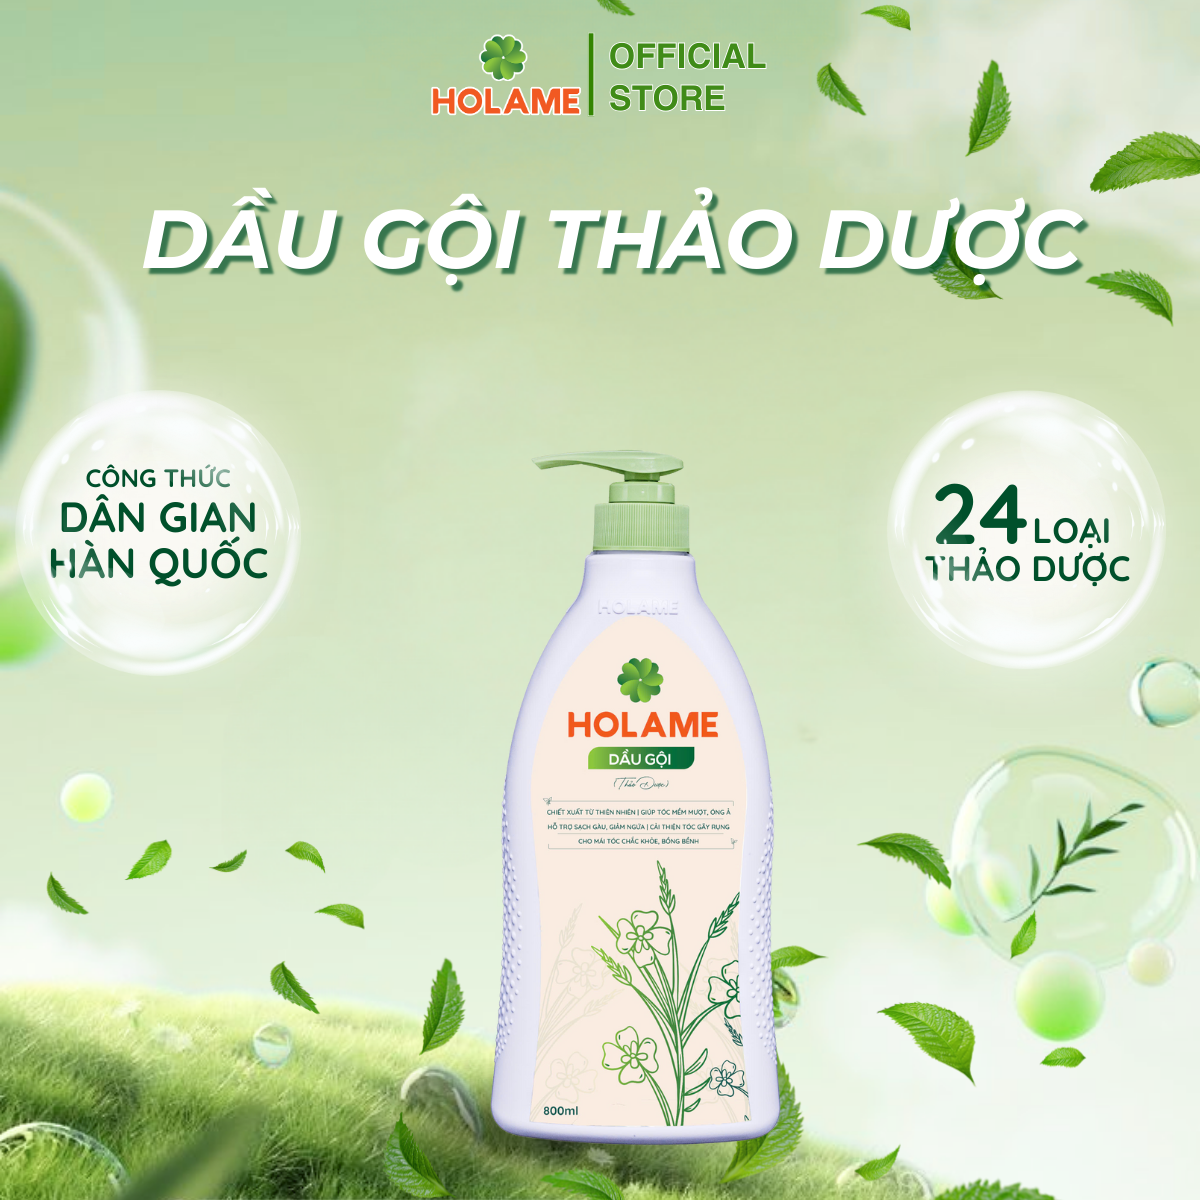 HOLAME
OFFICIAL
STORE
DẦU GỘI THẢO DƯỢC
CÔNG THỨC
DÂN GIAN
HÀN QUỐC
24 LOẠI
THẢO DƯỢC
HOLAME
HOLAME
DẦU GỘI
(Thảo Dược)
CHIẾT XUẤT TỪ THIÊN NHIÊN | GIÚP TÓC MỀM MƯỢT, ÓNG Ả
HỖ TRỢ SẠCH GÀU, GIẢM NGỨA | CẢI THIỆN TÓC GÃY RỤNG
CHO MÁI TÓC CHẮC KHỎE, BỒNG BỀNH
800ml